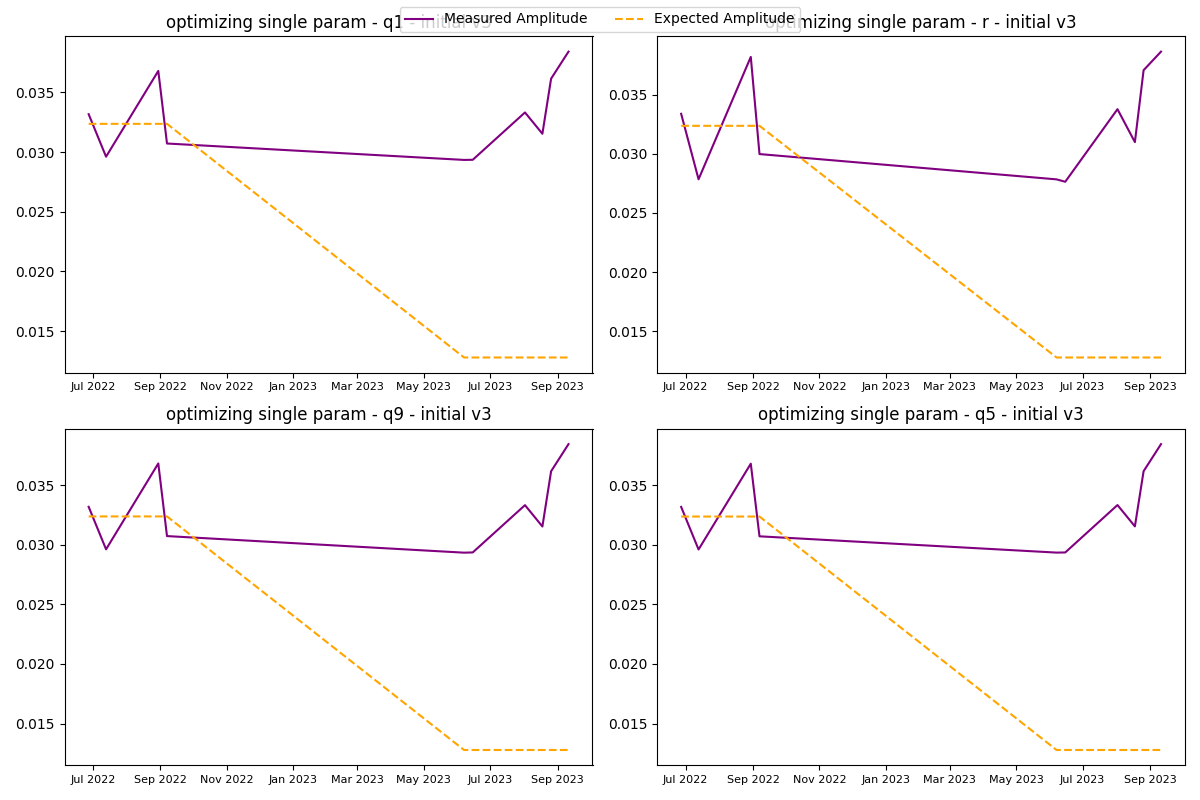 Measured Amplitude Expected Amplitude
optimizing single param - q1 - initial v3
0.035
0.030
0.025
0.020
0.015
Jul 2022 Sep 2022 Nov 2022 Jan 2023 Mar 2023 May 2023 Jul 2023 Sep 2023
optimizing single param - r - initial v3
0.035
0.030
0.025
0.020
0.015
Jul 2022 Sep 2022 Nov 2022 Jan 2023 Mar 2023 May 2023 Jul 2023 Sep 2023
optimizing single param - q9 - initial v3
0.035
0.030
0.025
0.020
0.015
Jul 2022 Sep 2022 Nov 2022 Jan 2023 Mar 2023 May 2023 Jul 2023 Sep 2023
optimizing single param - q5 - initial v3
0.035
0.030
0.025
0.020
0.015
Jul 2022 Sep 2022 Nov 2022 Jan 2023 Mar 2023 May 2023 Jul 2023 Sep 2023